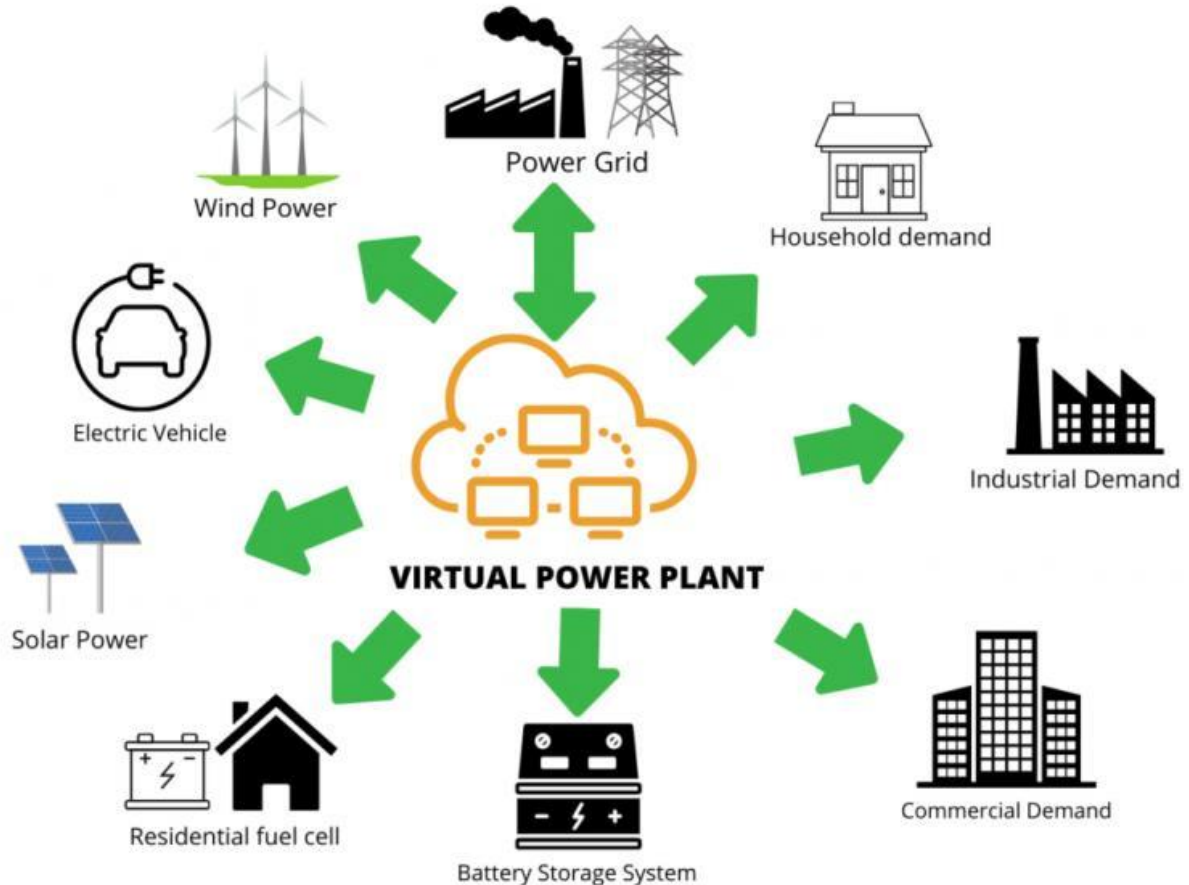 Power Grid
Wind Power
Household demand
Electric Vehicle
Industrial Demand
VIRTUAL POWER PLANT
Solar Power
Commercial Demand
Residential fuel cell
Battery Storage System